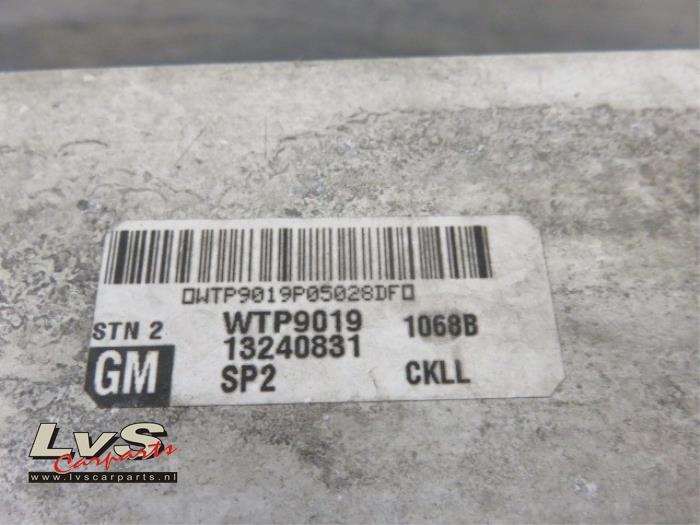 ▯WTP9019P05028DF▯
STN 2 WTP9019 1068B
13240831
GM SP2 CKLL
LvS
Carparts
www.lvscarparts.nl